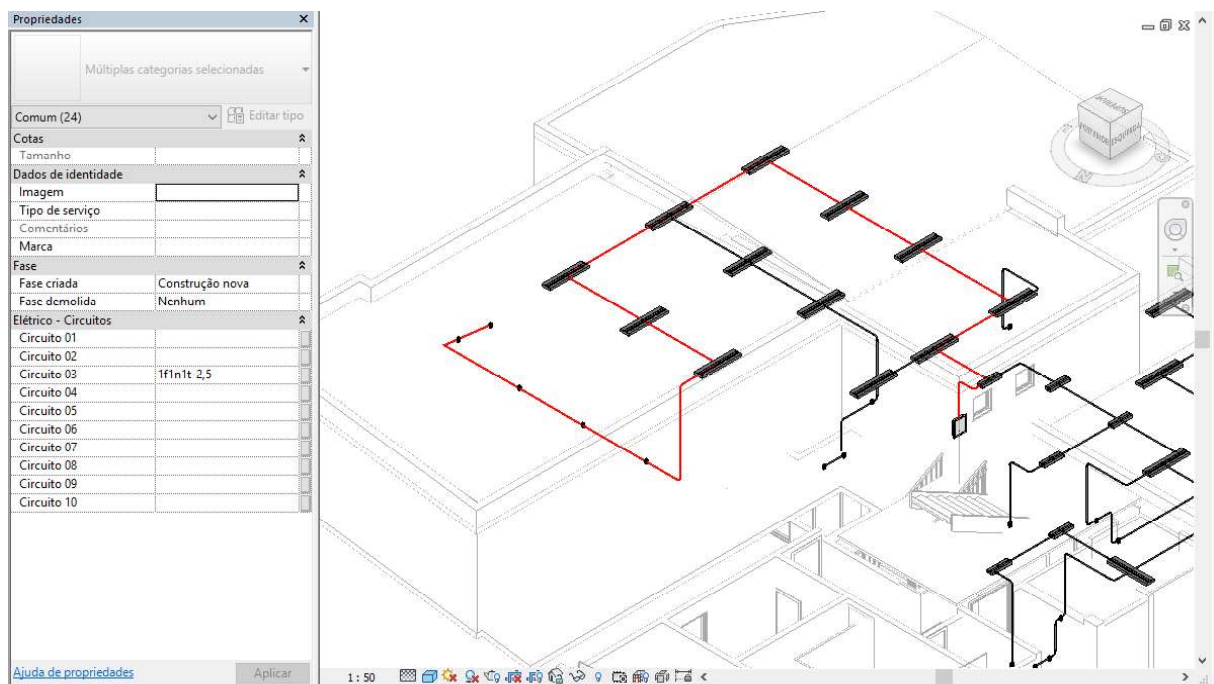 Propriedades
Múltiplas categorias selecionadas
Comum (24)
Editar tipo
Cotas
Tamanho
Dados de identidade
Imagem
Tipo de serviço
Comentários
Marca
Fase
Fase criada Construção nova
Fase demolida Nenhum
Elétrico - Circuitos
Circuito 01
Circuito 02
Circuito 03 1f1n1t 2,5
Circuito 04
Circuito 05
Circuito 06
Circuito 07
Circuito 08
Circuito 09
Circuito 10
Ajuda de propriedades
Aplicar
1 : 50